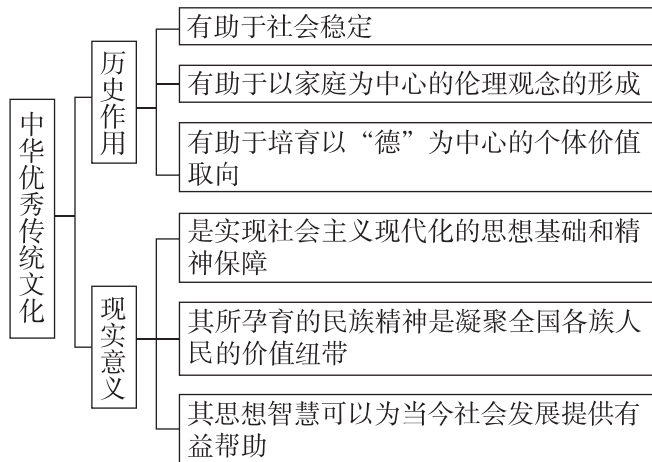 中华优秀传统文化
历史作用
有助于社会稳定
有助于以家庭为中心的伦理观念的形成
有助于培育以“德”为中心的个体价值
取向
现实意义
是实现社会主义现代化的思想基础和精
神保障
其所孕育的民族精神是凝聚全国各族人
民的价值纽带
其思想智慧可以为当今社会发展提供有
益帮助